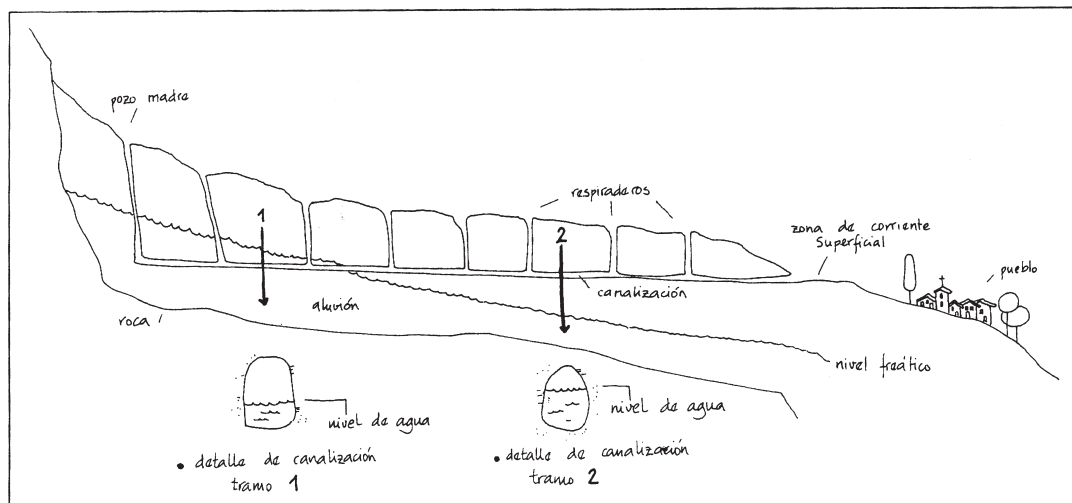 pozo madre
1
respiraderos
2
zona de corriente
Superficial
pueblo
canalización
aluvión
roca
nivel freático
nivel de agua
nivel de agua
• detalle de canalización
tramo 1
• detalle de canalización
tramo 2